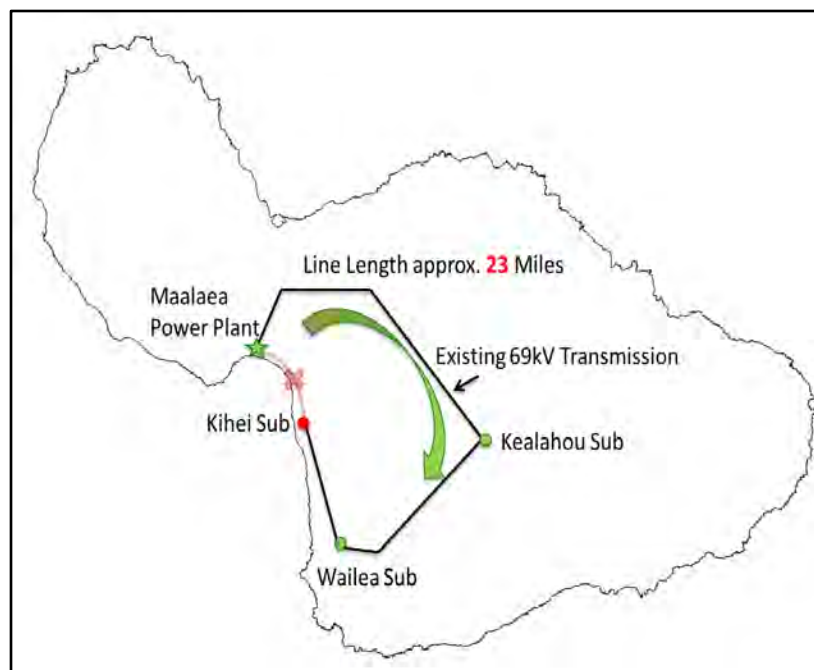 Line Length approx. 23 Miles
Maalaea
Power Plant
Existing 69kV Transmission
Kihei Sub
Kealahou Sub
Wailea Sub